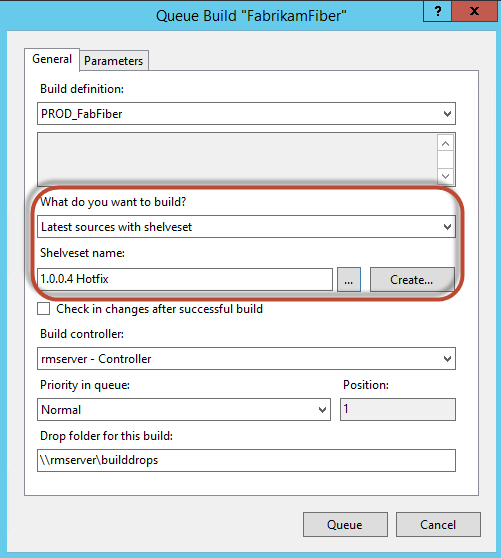 Queue Build "FabrikamFiber"
?
x
General
Parameters
Build definition:
PROD_FabFiber
What do you want to build?
Latest sources with shelveset
Shelveset name:
1.0.0.4 Hotfix
...
Create...
Check in changes after successful build
Build controller:
rmserver - Controller
Priority in queue:
Position:
Normal
1
Drop folder for this build:
\\rmserver\builddrops
Queue
Cancel